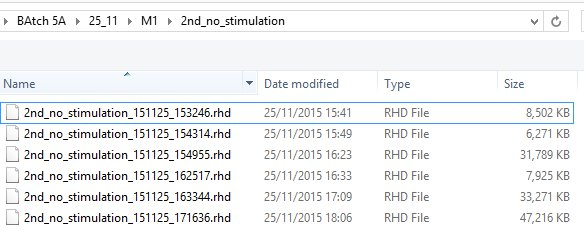 BAtch 5A 25_11 M1 2nd_no_stimulation
Name Date modified Type Size
2nd_no_stimulation_151125_153246.rhd 25/11/2015 15:41 RHD File 8,502 KB
2nd_no_stimulation_151125_154314.rhd 25/11/2015 15:49 RHD File 6,271 KB
2nd_no_stimulation_151125_154955.rhd 25/11/2015 16:23 RHD File 31,789 KB
2nd_no_stimulation_151125_162517.rhd 25/11/2015 16:33 RHD File 7,925 KB
2nd_no_stimulation_151125_163344.rhd 25/11/2015 17:09 RHD File 33,271 KB
2nd_no_stimulation_151125_171636.rhd 25/11/2015 18:06 RHD File 47,216 KB